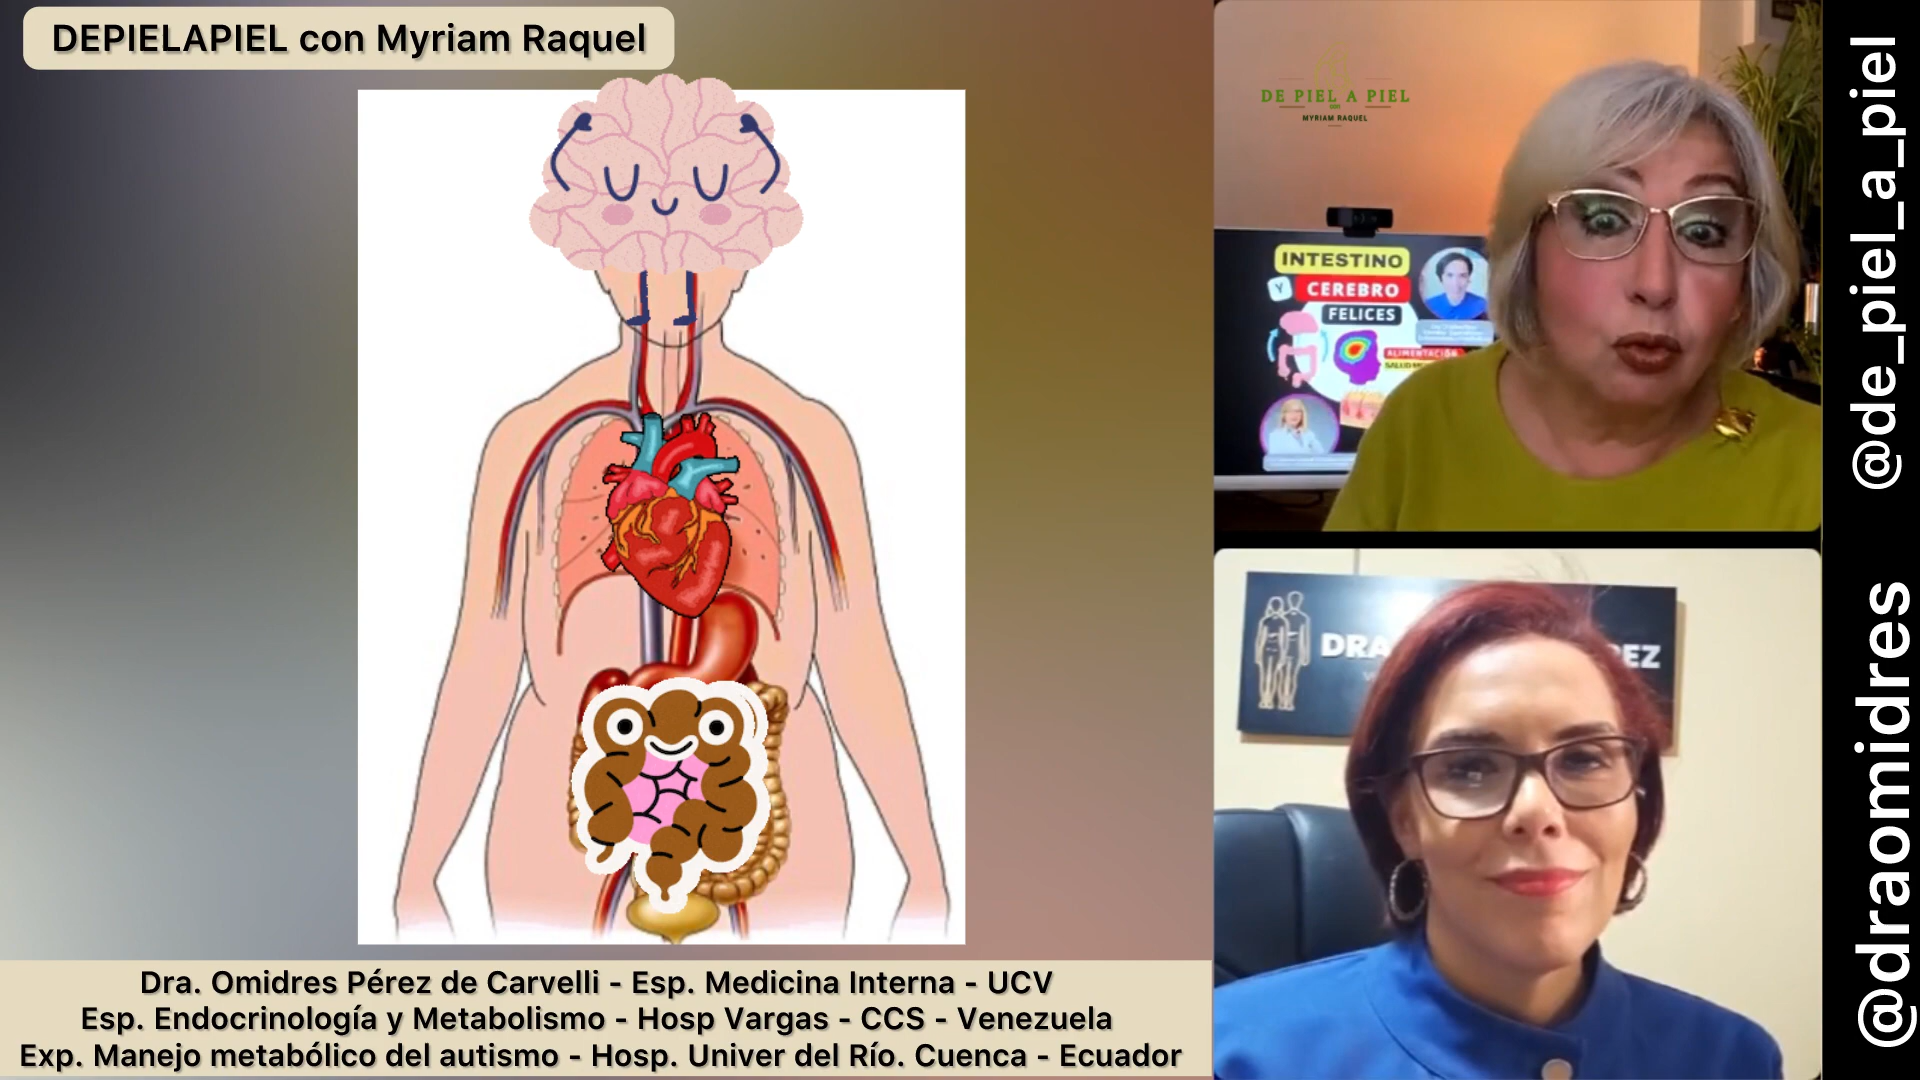 DEPIELAPIEL con Myriam Raquel
DE PIEL A PIEL
MYRIAM RAQUEL
INTESTINO
Y CEREBRO
FELICES
ALIMENTACIÓN
DRA
EZ
Dra. Omidres Pérez de Carvelli - Esp. Medicina Interna - UCV
Esp. Endocrinología y Metabolismo - Hosp Vargas - CCS - Venezuela
Exp. Manejo metabólico del autismo - Hosp. Univer del Río. Cuenca - Ecuador
@de_piel_a_piel
@draomidres